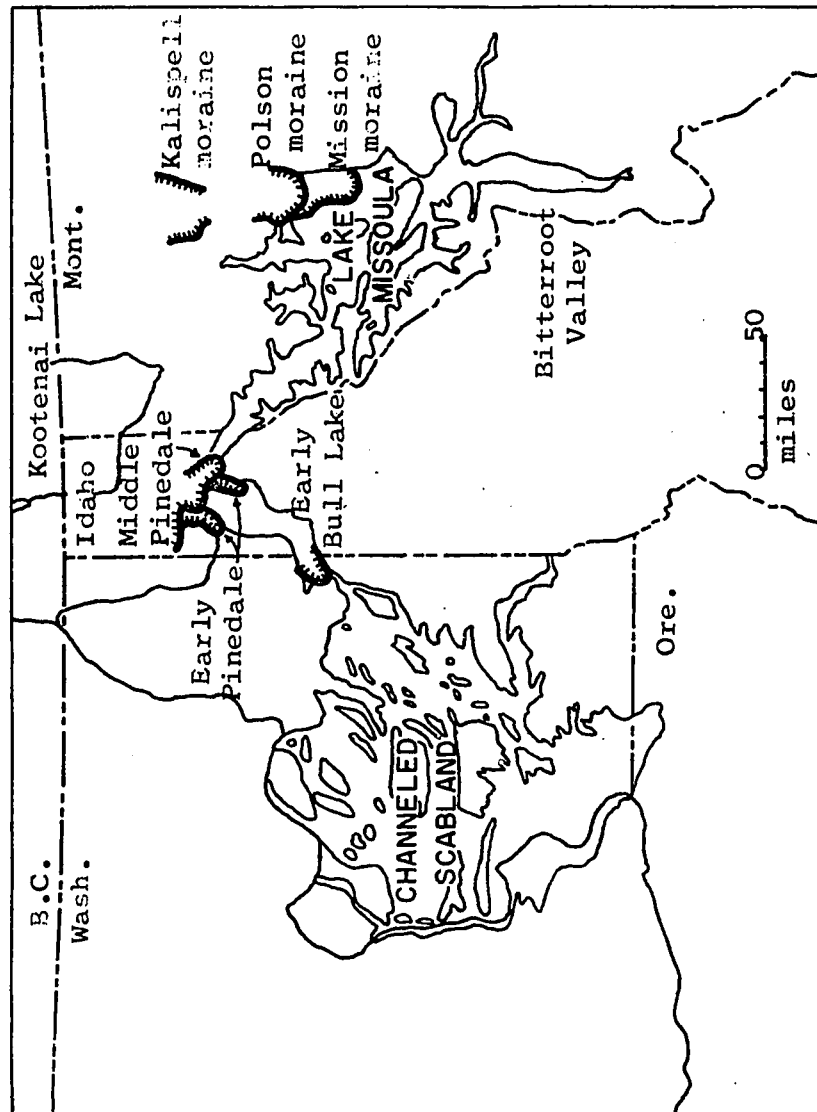 B.C.
Wash.
Kootenai Lake
Idaho
Mont.
Middle
Pinedale
Kalispell
moraine
Early
Pinedale
Polson
moraine
Mission
moraine
Early
Bull Lake
LAKE
MISSOULA
CHANNELED
SCABLAND
Bitterroot
Valley
Ore.
0 50
miles